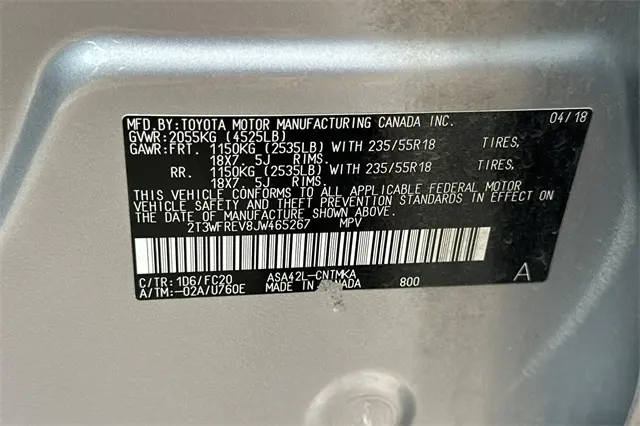 MFD.BY:TOYOTA MOTOR MANUFACTURING CANADA INC. 04/18
GVWR:2055KG (4525LB)
GAWR:FRT. 1150KG (2535LB) WITH 235/55R18 TIRES,
18X7. 5J RIMS.
RR. 1150KG (2535LB) WITH 235/55R18 TIRES,
18X7. 5J RIMS.
THIS VEHICLE CONFORMS TO ALL APPLICABLE FEDERAL MOTOR
VEHICLE SAFETY AND THEFT PREVENTION STANDARDS IN EFFECT ON
THE DATE OF MANUFACTURE SHOWN ABOVE.
2T3WFREV8JW465267 MPV
C/TR:1D6/FC20 ASA42L-CNTMKA A
A/TM:-02A/U760E MADE IN CANADA 800